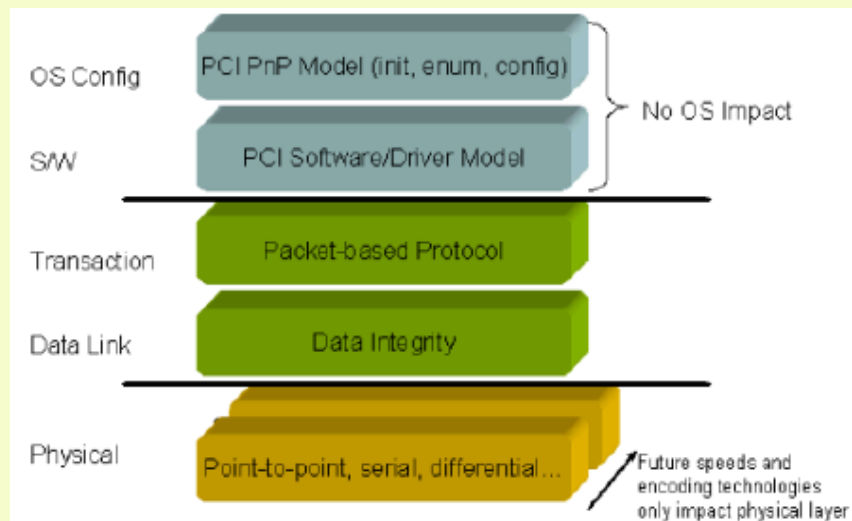 OS Config
PCI PnP Model (init, enum, config)
No OS Impact
S/W
PCI Software/Driver Model
Transaction
Packet-based Protocol
Data Link
Data Integrity
Physical
Point-to-point, serial, differential...
Future speeds and
encoding technologies
only impact physical layer